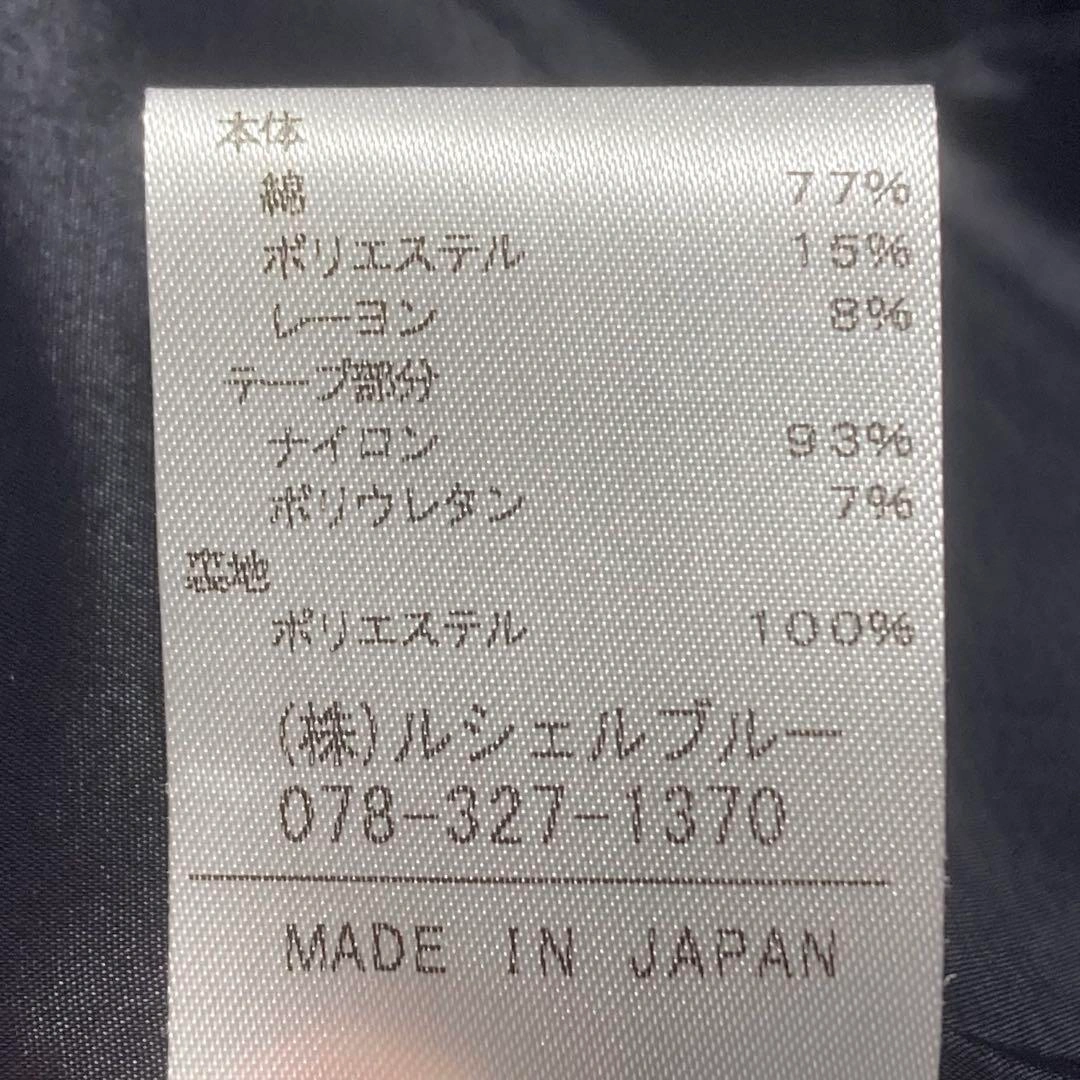 本体
綿 77%
ポリエステル 15%
レーヨン 8%
テープ部分
ナイロン 93%
ポリウレタン 7%
裏地
ポリエステル 100%
(株)ルシェルブルー
078-327-1370
MADE IN JAPAN